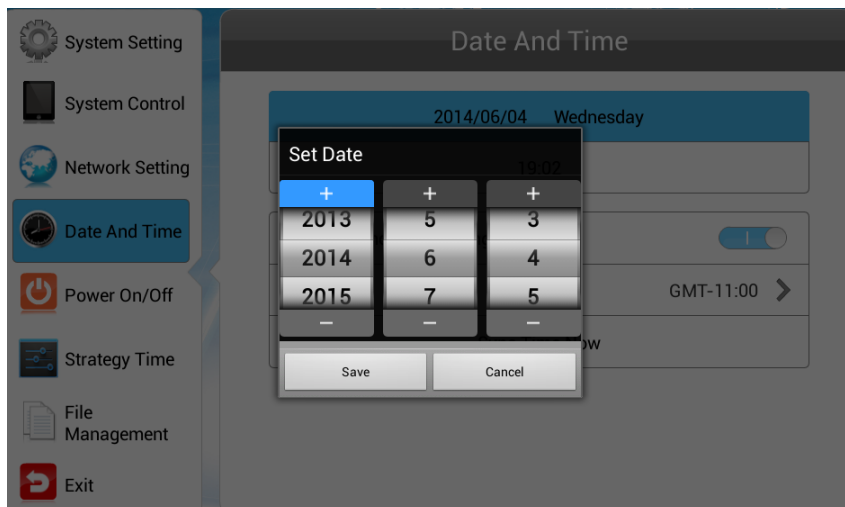 System Setting
System Control
Network Setting
Date And Time
Power On/Off
Strategy Time
File
Management
Exit
Date And Time
2014/06/04 Wednesday
19:02
GMT-11:00
Set Date
+ + +
2013 5 3
2014 6 4
2015 7 5
− − −
Save Cancel